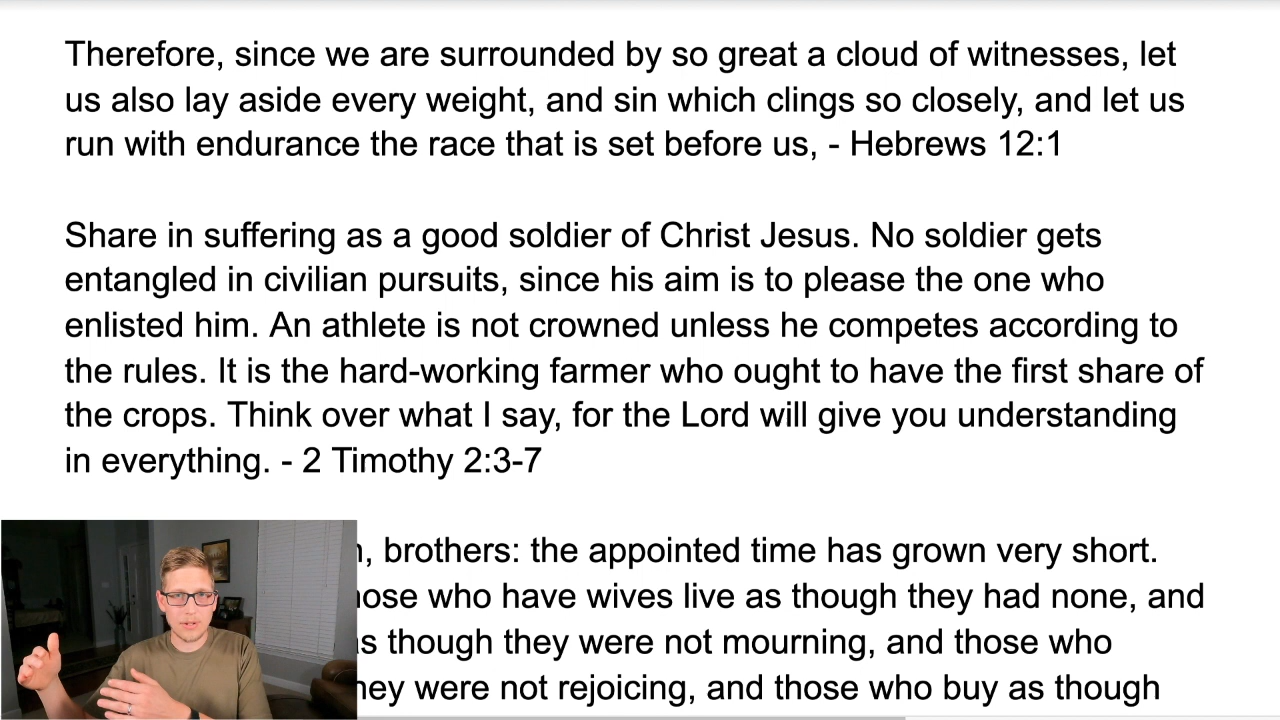 Therefore, since we are surrounded by so great a cloud of witnesses, let
us also lay aside every weight, and sin which clings so closely, and let us
run with endurance the race that is set before us, - Hebrews 12:1
Share in suffering as a good soldier of Christ Jesus. No soldier gets
entangled in civilian pursuits, since his aim is to please the one who
enlisted him. An athlete is not crowned unless he competes according to
the rules. It is the hard-working farmer who ought to have the first share of
the crops. Think over what I say, for the Lord will give you understanding
in everything. - 2 Timothy 2:3-7
brothers: the appointed time has grown very short.
who have wives live as though they had none, and
though they were not mourning, and those who
were not rejoicing, and those who buy as though